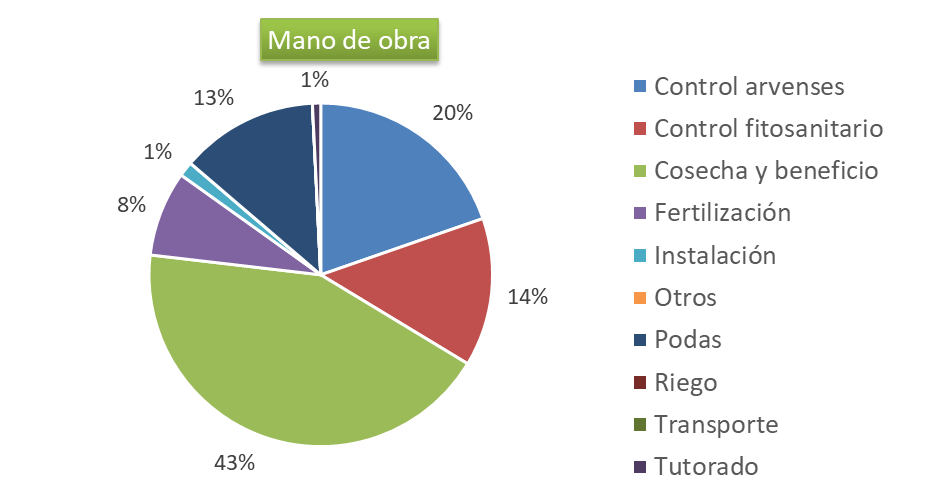 Mano de obra
1%
13%
20%
1%
8%
14%
43%
Control arvenses
Control fitosanitario
Cosecha y beneficio
Fertilización
Instalación
Otros
Podas
Riego
Transporte
Tutorado